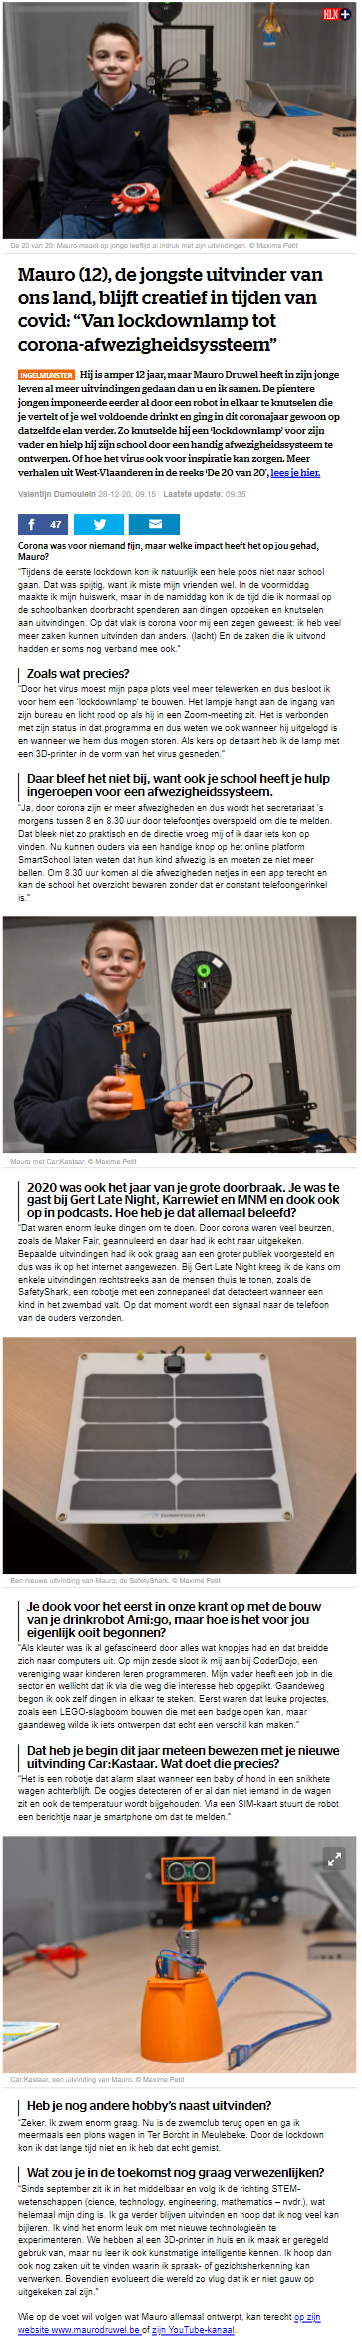 HLN +
De 20 van 20: Mauro maakt op jonge leeftijd al indruk met zijn uitvindingen. © Maxime Petit
Mauro (12), de jongste uitvinder van
ons land, blijft creatief in tijden van
covid: “Van lockdownlamp tot
corona-afwezigheidsyssteem”
INGELMUNSTER Hij is amper 12 jaar, maar Mauro Druwel heeft in zijn jonge
leven al meer uitvindingen gedaan dan u en ik samen. De pientere
jongen imponeerde eerder al door een robot in elkaar te knutselen die
je vertelt of je wel voldoende drinkt en ging in dit coronajaar gewoon op
datzelfde elan verder. Zo knutselde hij een ‘lockdownlamp’ voor zijn
vader en hielp hij zijn school door een handig afwezigheidssysteem te
ontwerpen. Of hoe het virus ook voor inspiratie kan zorgen. Meer
verhalen uit West-Vlaanderen in de reeks ‘De 20 van 20’, lees je hier.
Valentijn Dumoulein 28-12-20, 09:15 Laatste update: 09:35
f 47
Corona was voor niemand fijn, maar welke impact heeft het op jou gehad,
Mauro?
“Tijdens de eerste lockdown kon ik natuurlijk een hele poos niet naar school
gaan. Dat was spijtig, want ik miste mijn vrienden wel. In de voormiddag
maakte ik mijn huiswerk, maar in de namiddag kon ik de tijd die ik normaal op
de schoolbanken doorbracht spenderen aan dingen opzoeken en knutselen
aan uitvindingen. Op dat vlak is corona voor mij een zegen geweest: ik heb veel
meer zaken kunnen uitvinden dan anders. (lacht) En de zaken die ik uitvond
hadden er soms nog verband mee ook.”
Zoals wat precies?
“Door het virus moest mijn papa plots veel meer telewerken en dus besloot ik
voor hem een ‘lockdownlamp’ te bouwen. Het lampje hangt aan de ingang van
zijn bureau en licht rood op als hij in een Zoom-meeting zit. Het is verbonden
met zijn status in dat programma en dus weten we ook wanneer hij uitgelogd is
en wanneer we hem dus mogen storen. Als kers op de taart heb ik de lamp met
een 3D-printer in de vorm van het virus gesneden.”
Daar bleef het niet bij, want ook je school heeft je hulp
ingeroepen voor een afwezigheidssysteem.
“Ja, door corona zijn er meer afwezigheden en dus wordt het secretariaat 's
morgens tussen 8 en 8.30 uur door telefoontjes overspoeld om die te melden.
Dat bleek niet zo praktisch en de directie vroeg mij of ik daar iets kon op
vinden. Nu kunnen ouders via een handige knop op het online platform
SmartSchool laten weten dat hun kind afwezig is en moeten ze niet meer
bellen. Om 8.30 uur komen al die afwezigheden netjes in een app terecht en
kan de school het overzicht bewaren zonder dat er constant telefoongerinkel
is.”
Mauro met Car:Kastaar. © Maxime Petit
2020 was ook het jaar van je grote doorbraak. Je was te
gast bij Gert Late Night, Karrewiet en MNM en dook ook
op in podcasts. Hoe heb je dat allemaal beleefd?
“Dat waren enorm leuke dingen om te doen. Door corona waren veel beurzen,
zoals de Maker Fair, geannuleerd en daar had ik echt naar uitgekeken.
Bepaalde uitvindingen had ik ook graag aan een groter publiek voorgesteld en
dus was ik op het internet aangewezen. Bij Gert Late Night kreeg ik de kans om
enkele uitvindingen rechtstreeks aan de mensen thuis te tonen, zoals de
SafetyShark, een robotje met een zonnepaneel dat detecteert wanneer een
kind in het zwembad valt. Op dat moment wordt een signaal naar de telefoon
van de ouders verzonden.
SUNNYSOLAR
Een nieuwe uitvinding van Mauro: de SafetyShark. © Maxime Petit
Je dook voor het eerst in onze krant op met de bouw
van je drinkrobot Ami:go, maar hoe is het voor jou
eigenlijk ooit begonnen?
“Als kleuter was ik al gefascineerd door alles wat knopjes had en dat breidde
zich naar computers uit. Op mijn zesde sloot ik mij aan bij CoderDojo, een
vereniging waar kinderen leren programmeren. Mijn vader heeft een job in die
sector en wellicht dat ik via die weg die interesse heb opgepikt. Gaandeweg
begon ik ook zelf dingen in elkaar te steken. Eerst waren dat leuke projectjes,
zoals een LEGO-slagboom bouwen die met een badge open kan, maar
gaandeweg wilde ik iets ontwerpen dat echt een verschil kan maken.”
Dat heb je begin dit jaar meteen bewezen met je nieuwe
uitvinding Car:Kastaar. Wat doet die precies?
“Het is een robotje dat alarm slaat wanneer een baby of hond in een snikhete
wagen achterblijft. De oogjes detecteren of er al dan niet iemand in de wagen
zit en ook de temperatuur wordt bijgehouden. Via een SIM-kaart stuurt de robot
een berichtje naar je smartphone om dat te melden.”
Car:Kastaar, een uitvinding van Mauro. © Maxime Petit
Heb je nog andere hobby’s naast uitvinden?
“Zeker. Ik zwem enorm graag. Nu is de zwemclub terug open en ga ik
meermaals een plons wagen in Ter Borcht in Meulebeke. Door de lockdown
kon ik dat lange tijd niet en ik heb dat echt gemist.
Wat zou je in de toekomst nog graag verwezenlijken?
“Sinds september zit ik in het middelbaar en volg ik de richting STEM-
wetenschappen (cience, technology, engineering, mathematics – nvdr.), wat
helemaal mijn ding is. Ik ga verder blijven uitvinden en hoop dat ik nog veel kan
bijleren. Ik vind het enorm leuk om met nieuwe technologieën te
experimenteren. We hebben al een 3D-printer in huis en ik maak er geregeld
gebruik van, maar nu leer ik ook kunstmatige intelligentie kennen. Ik hoop dan
ook nog zaken uit te vinden waarin ik spraak- of gezichtsherkenning kan
verwerken. Bovendien evolueert die wereld zo vlug dat ik er niet gauw op
uitgekeken zal zijn.”
Wie op de voet wil volgen wat Mauro allemaal ontwerpt, kan terecht op zijn
website www.maurodruwel.be of zijn YouTube-kanaal.